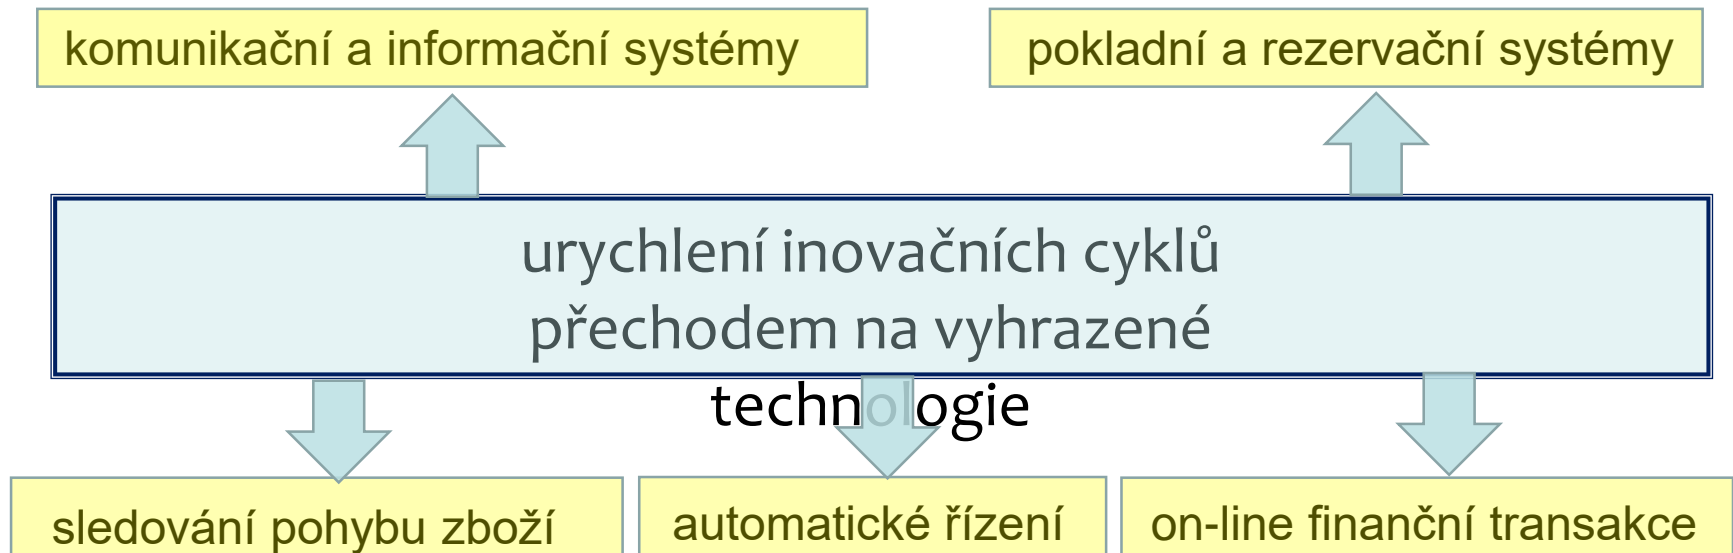 komunikační a informační systémy
pokladní a rezervační systémy
urychlení inovačních cyklů
přechodem na vyhrazené
technologie
sledování pohybu zboží
automatické řízení
on-line finanční transakce